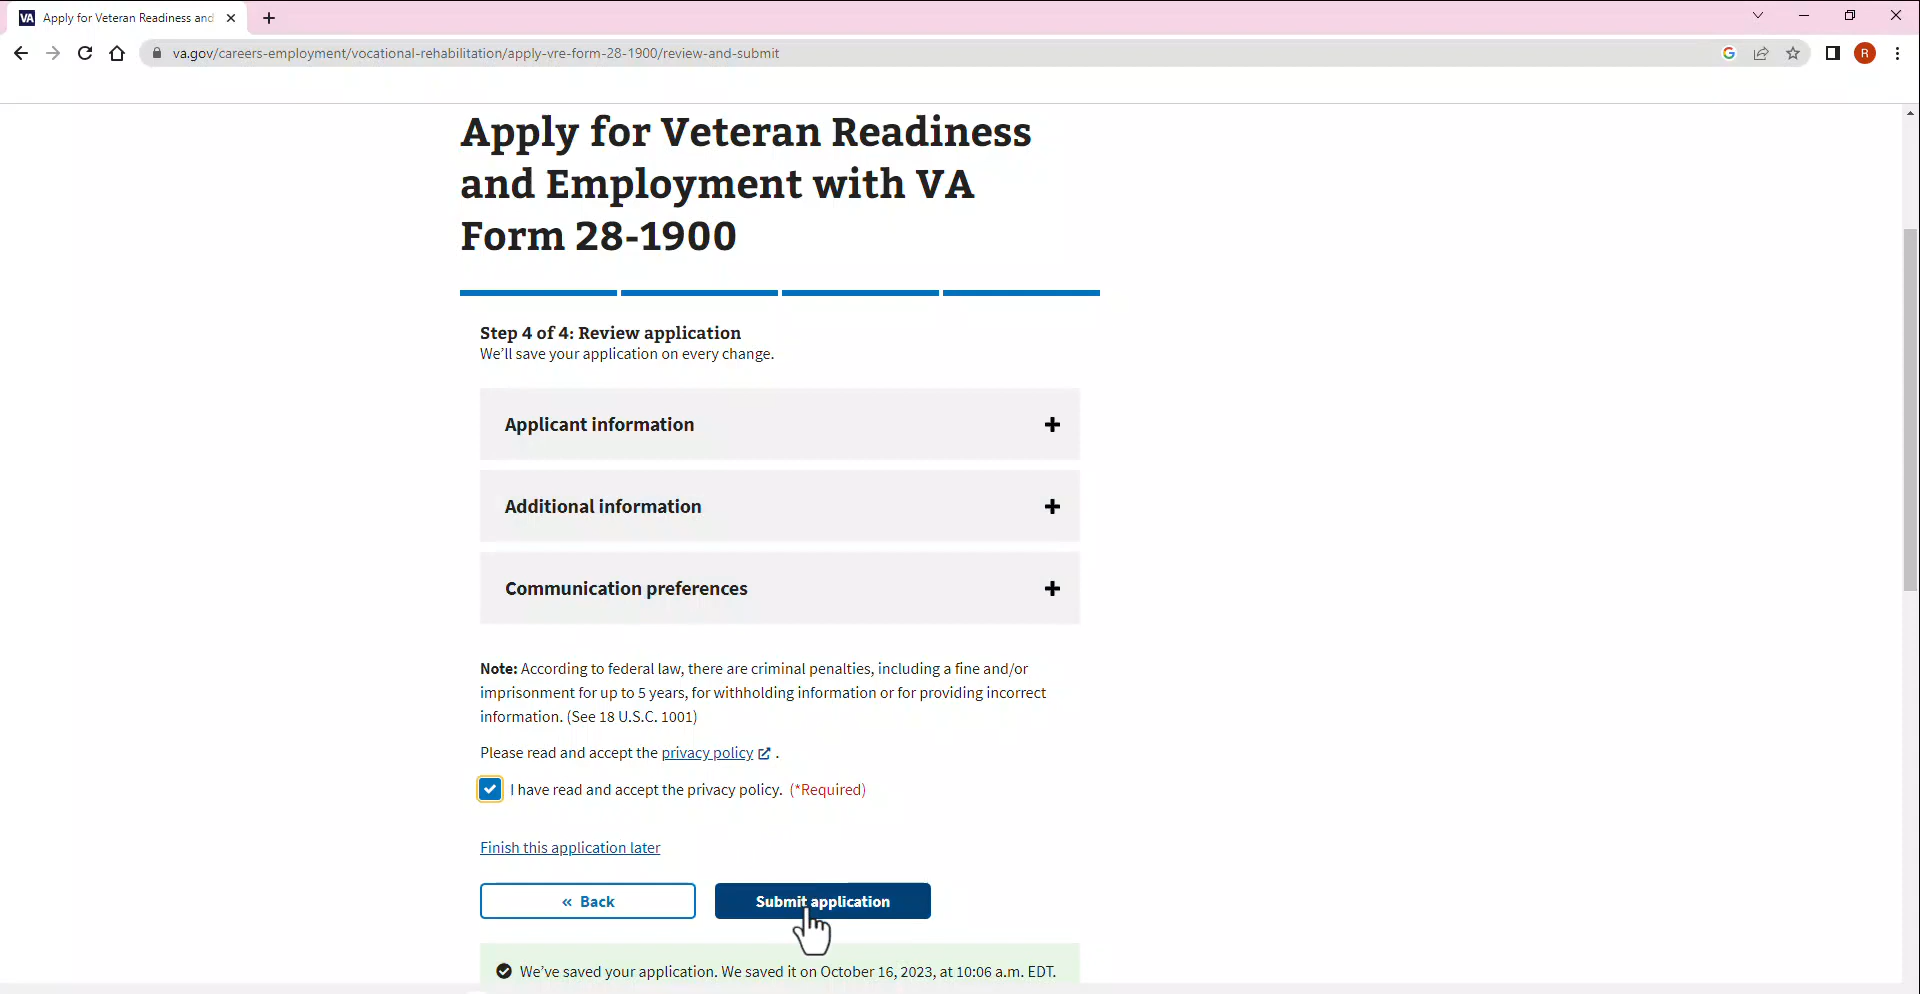 VA Apply for Veteran Readiness and
va.gov/careers-employment/vocational-rehabilitation/apply-vre-form-28-1900/review-and-submit
G
R
Apply for Veteran Readiness
and Employment with VA
Form 28-1900
Step 4 of 4: Review application
We’ll save your application on every change.
Applicant information
Additional information
Communication preferences
Note: According to federal law, there are criminal penalties, including a fine and/or
imprisonment for up to 5 years, for withholding information or for providing incorrect
information. (See 18 U.S.C. 1001)
Please read and accept the privacy policy .
I have read and accept the privacy policy. (*Required)
Finish this application later
« Back
Submit application
We’ve saved your application. We saved it on October 16, 2023, at 10:06 a.m. EDT.